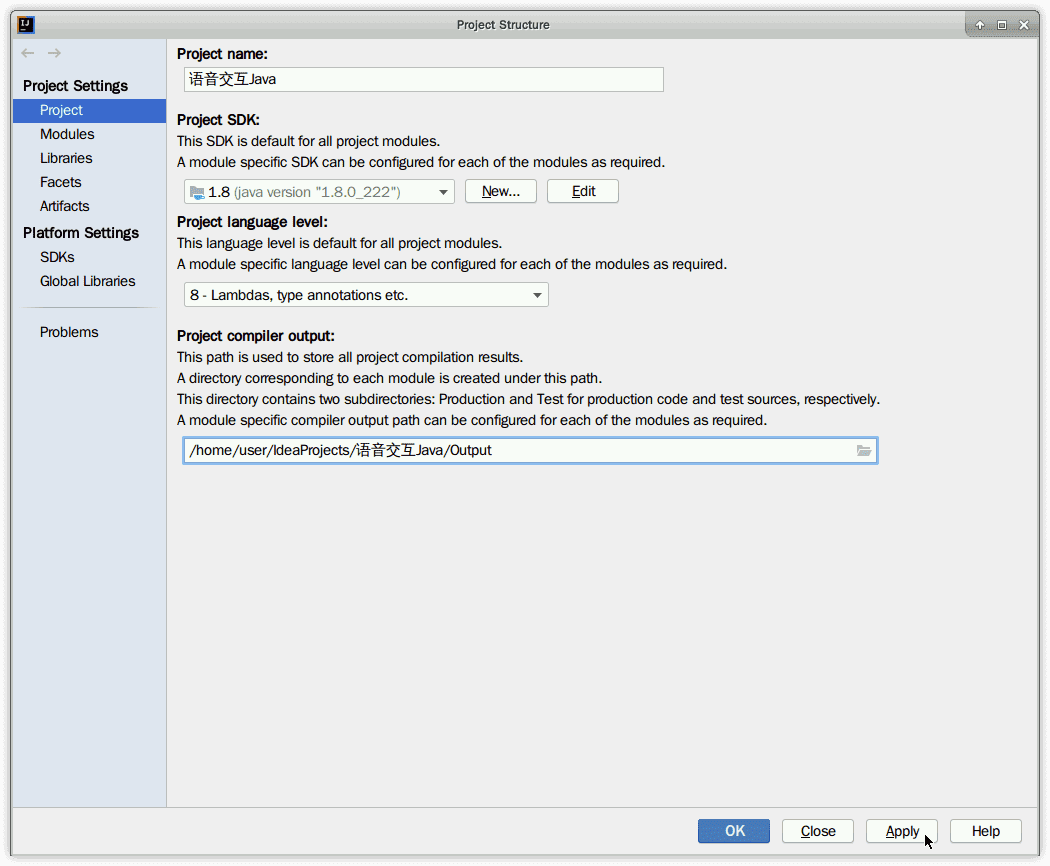 Project Structure
Project name:
语音交互Java
Project Settings
Project
Modules
Libraries
Facets
Artifacts
Platform Settings
SDKs
Global Libraries
Problems
Project SDK:
This SDK is default for all project modules.
A module specific SDK can be configured for each of the modules as required.
1.8 (java version "1.8.0_222") New... Edit
Project language level:
This language level is default for all project modules.
A module specific language level can be configured for each of the modules as required.
8 - Lambdas, type annotations etc.
Project compiler output:
This path is used to store all project compilation results.
A directory corresponding to each module is created under this path.
This directory contains two subdirectories: Production and Test for production code and test sources, respectively.
A module specific compiler output path can be configured for each of the modules as required.
/home/user/IdeaProjects/语音交互Java/Output
OK Close Apply Help